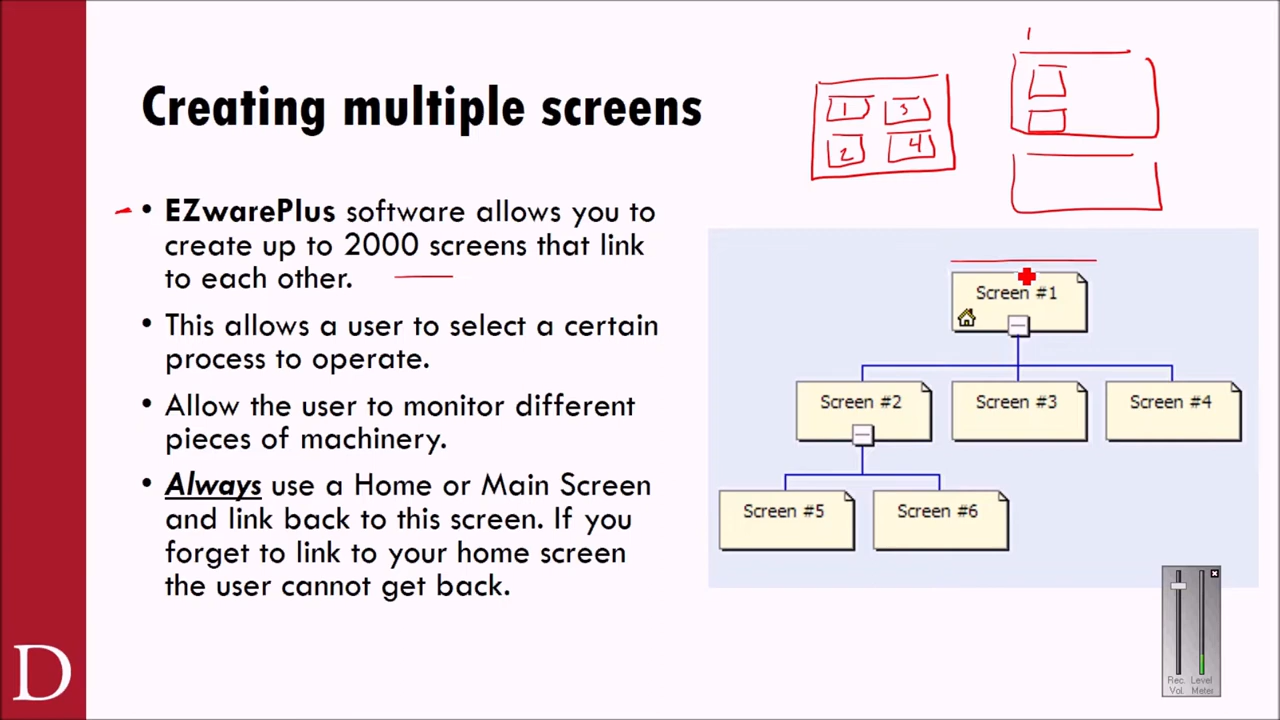 Creating multiple screens
• EZwarePlus software allows you to
create up to 2000 screens that link
to each other.
• This allows a user to select a certain
process to operate.
• Allow the user to monitor different
pieces of machinery.
• Always use a Home or Main Screen
and link back to this screen. If you
forget to link to your home screen
the user cannot get back.
1 3
2 4
Screen #1
Screen #2 Screen #3 Screen #4
Screen #5 Screen #6
Rec. Level
Vol. Meter
D